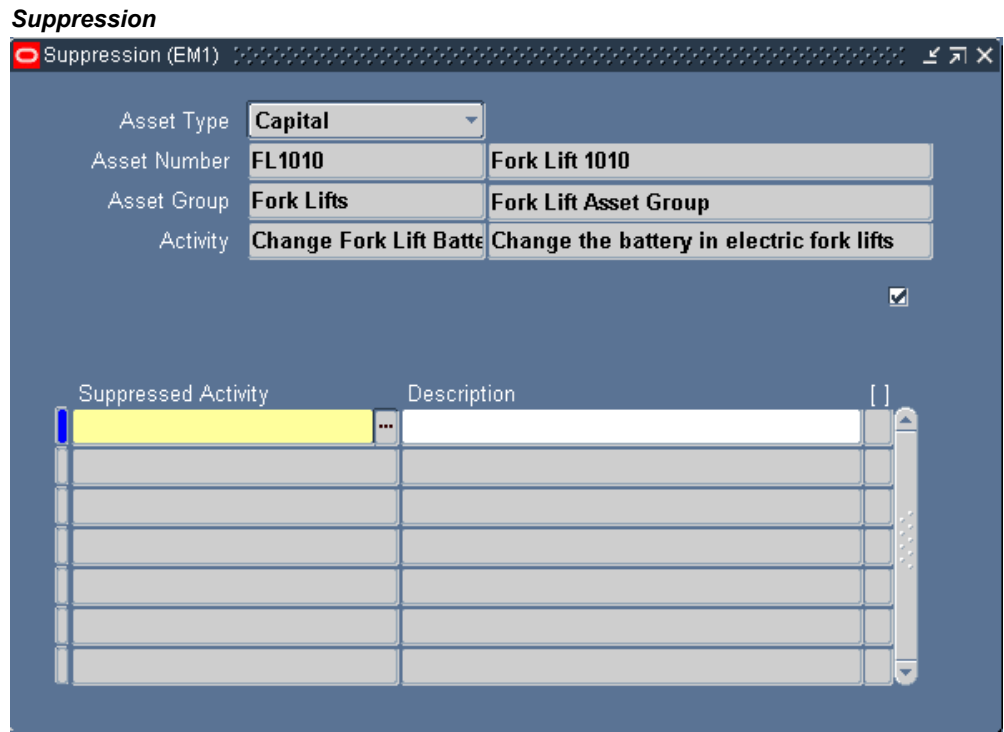 Suppression
Suppression (EM1)
Asset Type Capital
Asset Number FL1010 Fork Lift 1010
Asset Group Fork Lifts Fork Lift Asset Group
Activity Change Fork Lift Batte Change the battery in electric fork lifts
Suppressed Activity Description [ ]
...